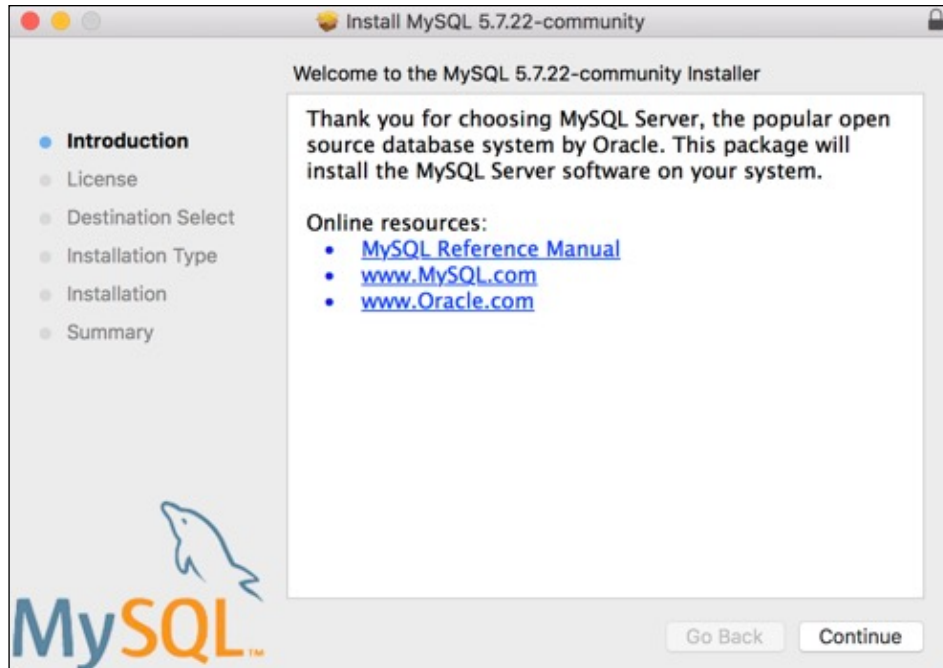 Install MySQL 5.7.22-community
Welcome to the MySQL 5.7.22-community Installer
Introduction
License
Destination Select
Installation Type
Installation
Summary
Thank you for choosing MySQL Server, the popular open
source database system by Oracle. This package will
install the MySQL Server software on your system.
Online resources:
• MySQL Reference Manual
• www.MySQL.com
• www.Oracle.com
MySQL™
Go Back
Continue